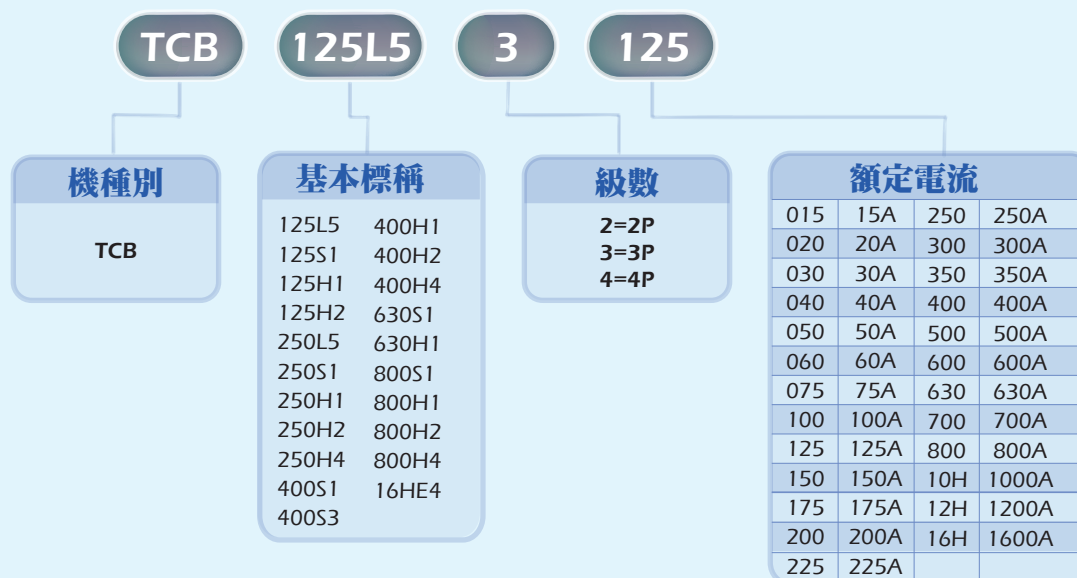 TCB 125L5 3 125
機種別
TCB
基本標稱
125L5 400H1
125S1 400H2
125H1 400H4
125H2 630S1
250L5 630H1
250S1 800S1
250H1 800H1
250H2 800H2
250H4 800H4
400S1 16HE4
400S3
級數
2=2P
3=3P
4=4P
額定電流
015 15A 250 250A
020 20A 300 300A
030 30A 350 350A
040 40A 400 400A
050 50A 500 500A
060 60A 600 600A
075 75A 630 630A
100 100A 700 700A
125 125A 800 800A
150 150A 10H 1000A
175 175A 12H 1200A
200 200A 16H 1600A
225 225A